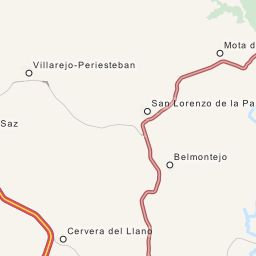 Mota d
Villarejo-Periesteban
San Lorenzo de la Pa
Saz
Belmontejo
Cervera del Llano